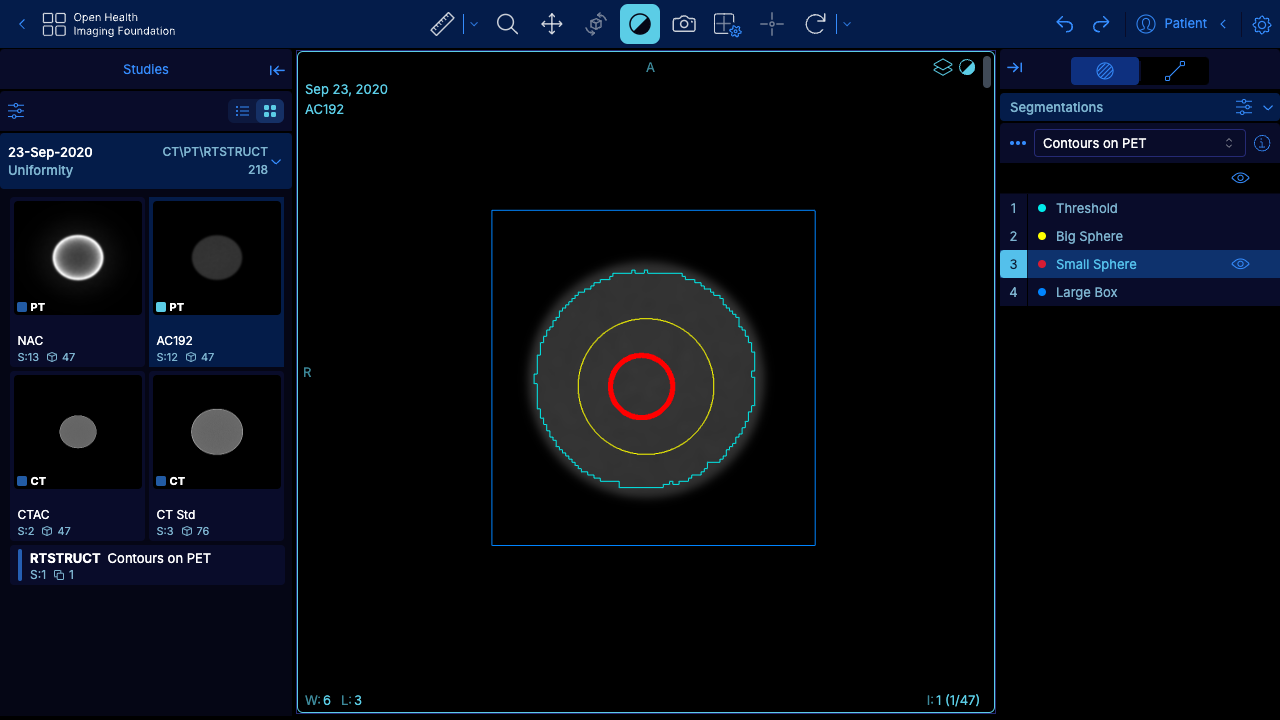 Open Health
Imaging Foundation
Patient
Studies
23-Sep-2020
CT\PT\RTSTRUCT
Uniformity
218
PT
NAC
S:13 47
PT
AC192
S:12 47
CT
CTAC
S:2 47
CT
CT Std
S:3 76
RTSTRUCT Contours on PET
S:1 1
A
Sep 23, 2020
AC192
R
W: 6 L: 3
I: 1 (1/47)
Segmentations
Contours on PET
1 Threshold
2 Big Sphere
3 Small Sphere
4 Large Box